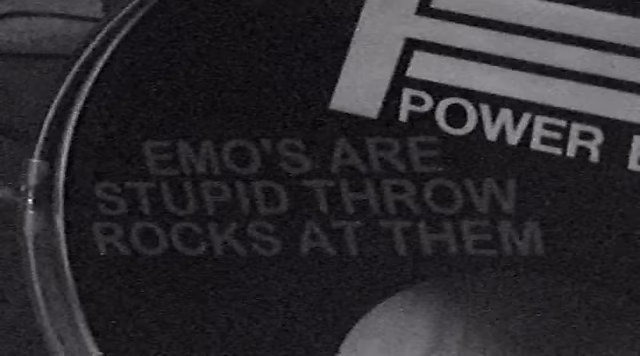 POWER
EMO'S ARE
STUPID THROW
ROCKS AT THEM